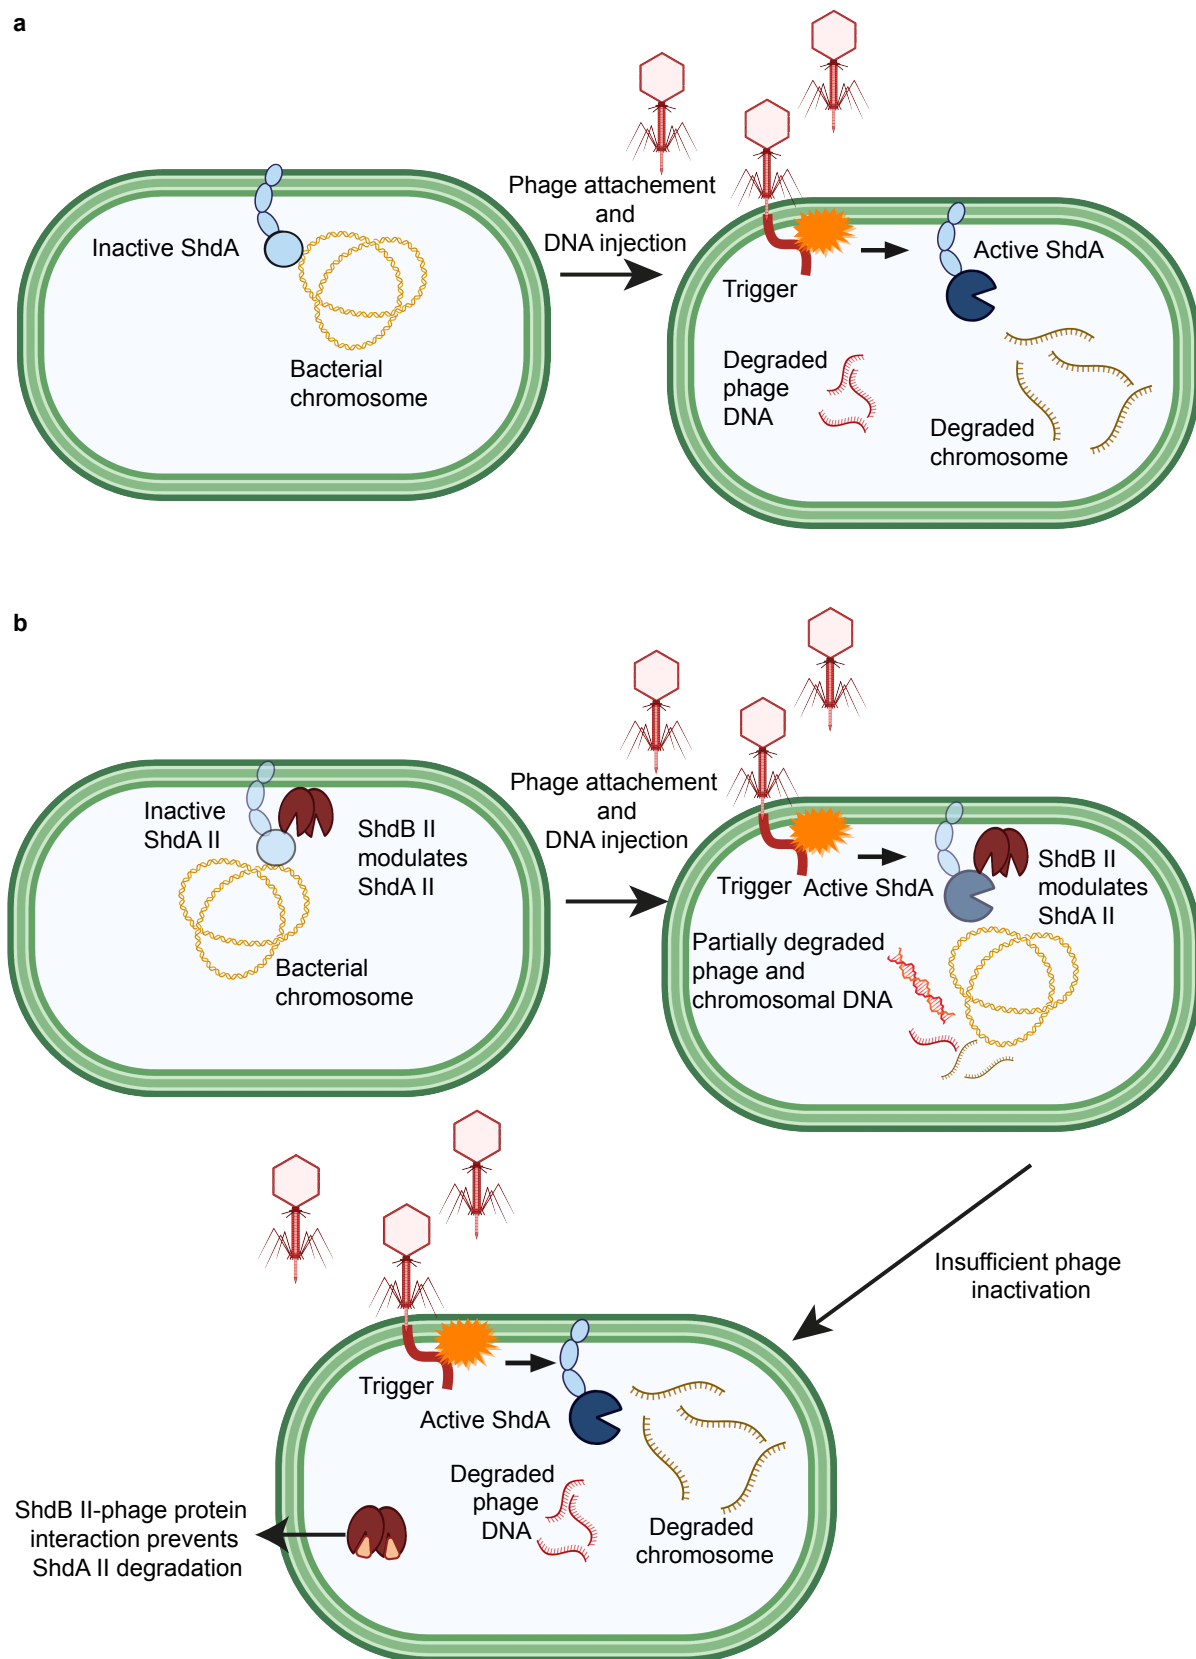 a
Phage attachement
and
DNA injection
Inactive ShdA
Bacterial
chromosome
Active ShdA
Trigger
Degraded
phage
DNA
Degraded
chromosome
b
Phage attachement
and
DNA injection
Inactive
ShdA II
ShdB II
modulates
ShdA II
Bacterial
chromosome
Trigger
Active ShdA
ShdB II
modulates
ShdA II
Partially degraded
phage and
chromosomal DNA
Insufficient phage
inactivation
Trigger
Active ShdA
Degraded
phage
DNA
Degraded
chromosome
ShdB II-phage protein
interaction prevents
ShdA II degradation